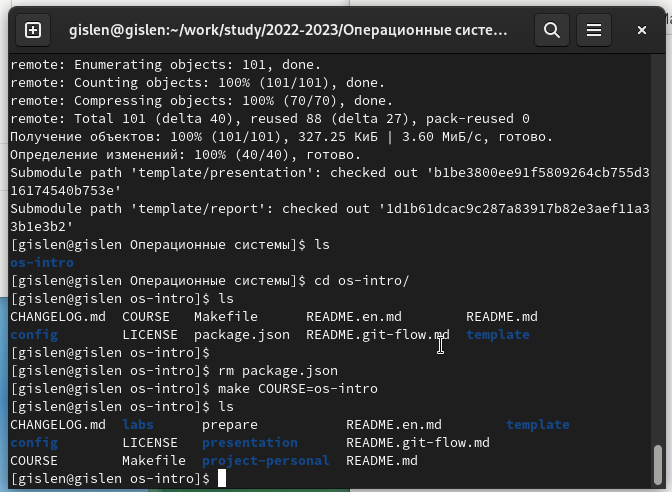 gislen@gislen:~/work/study/2022-2023/Операционные систе...
remote: Enumerating objects: 101, done.
remote: Counting objects: 100% (101/101), done.
remote: Compressing objects: 100% (70/70), done.
remote: Total 101 (delta 40), reused 88 (delta 27), pack-reused 0
Получение объектов: 100% (101/101), 327.25 КиБ | 3.60 МиБ/с, готово.
Определение изменений: 100% (40/40), готово.
Submodule path 'template/presentation': checked out 'b1be3800ee91f5809264cb755d3
16174540b753e'
Submodule path 'template/report': checked out '1d1b61dcac9c287a83917b82e3aef11a3
3b1e3b2'
[gislen@gislen Операционные системы]$ ls
os-intro
[gislen@gislen Операционные системы]$ cd os-intro/
[gislen@gislen os-intro]$ ls
CHANGELOG.md COURSE Makefile README.en.md README.md
config LICENSE package.json README.git-flow.md template
[gislen@gislen os-intro]$
[gislen@gislen os-intro]$ rm package.json
[gislen@gislen os-intro]$ make COURSE=os-intro
[gislen@gislen os-intro]$ ls
CHANGELOG.md labs prepare README.en.md template
config LICENSE presentation README.git-flow.md
COURSE Makefile project-personal README.md
[gislen@gislen os-intro]$